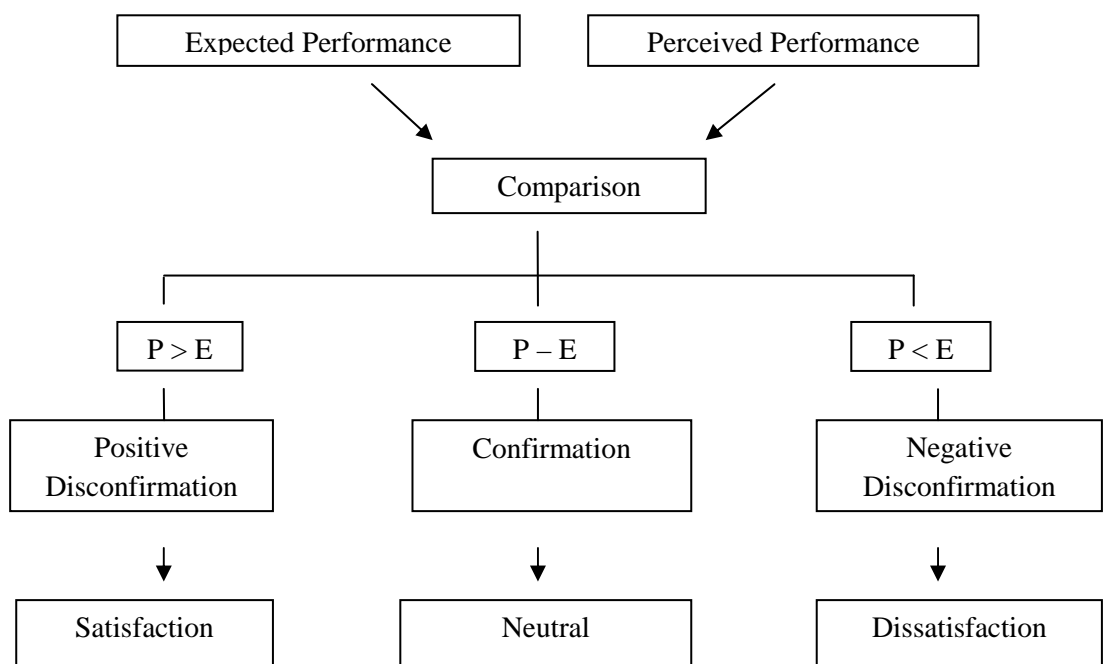 Expected Performance
Perceived Performance
Comparison
P > E
P – E
P < E
Positive
Disconfirmation
Confirmation
Negative
Disconfirmation
Satisfaction
Neutral
Dissatisfaction